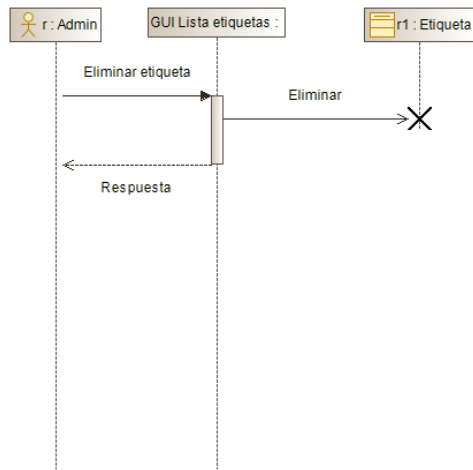 r : Admin
GUI Lista etiquetas :
r1 : Etiqueta
Eliminar etiqueta
Eliminar
Respuesta